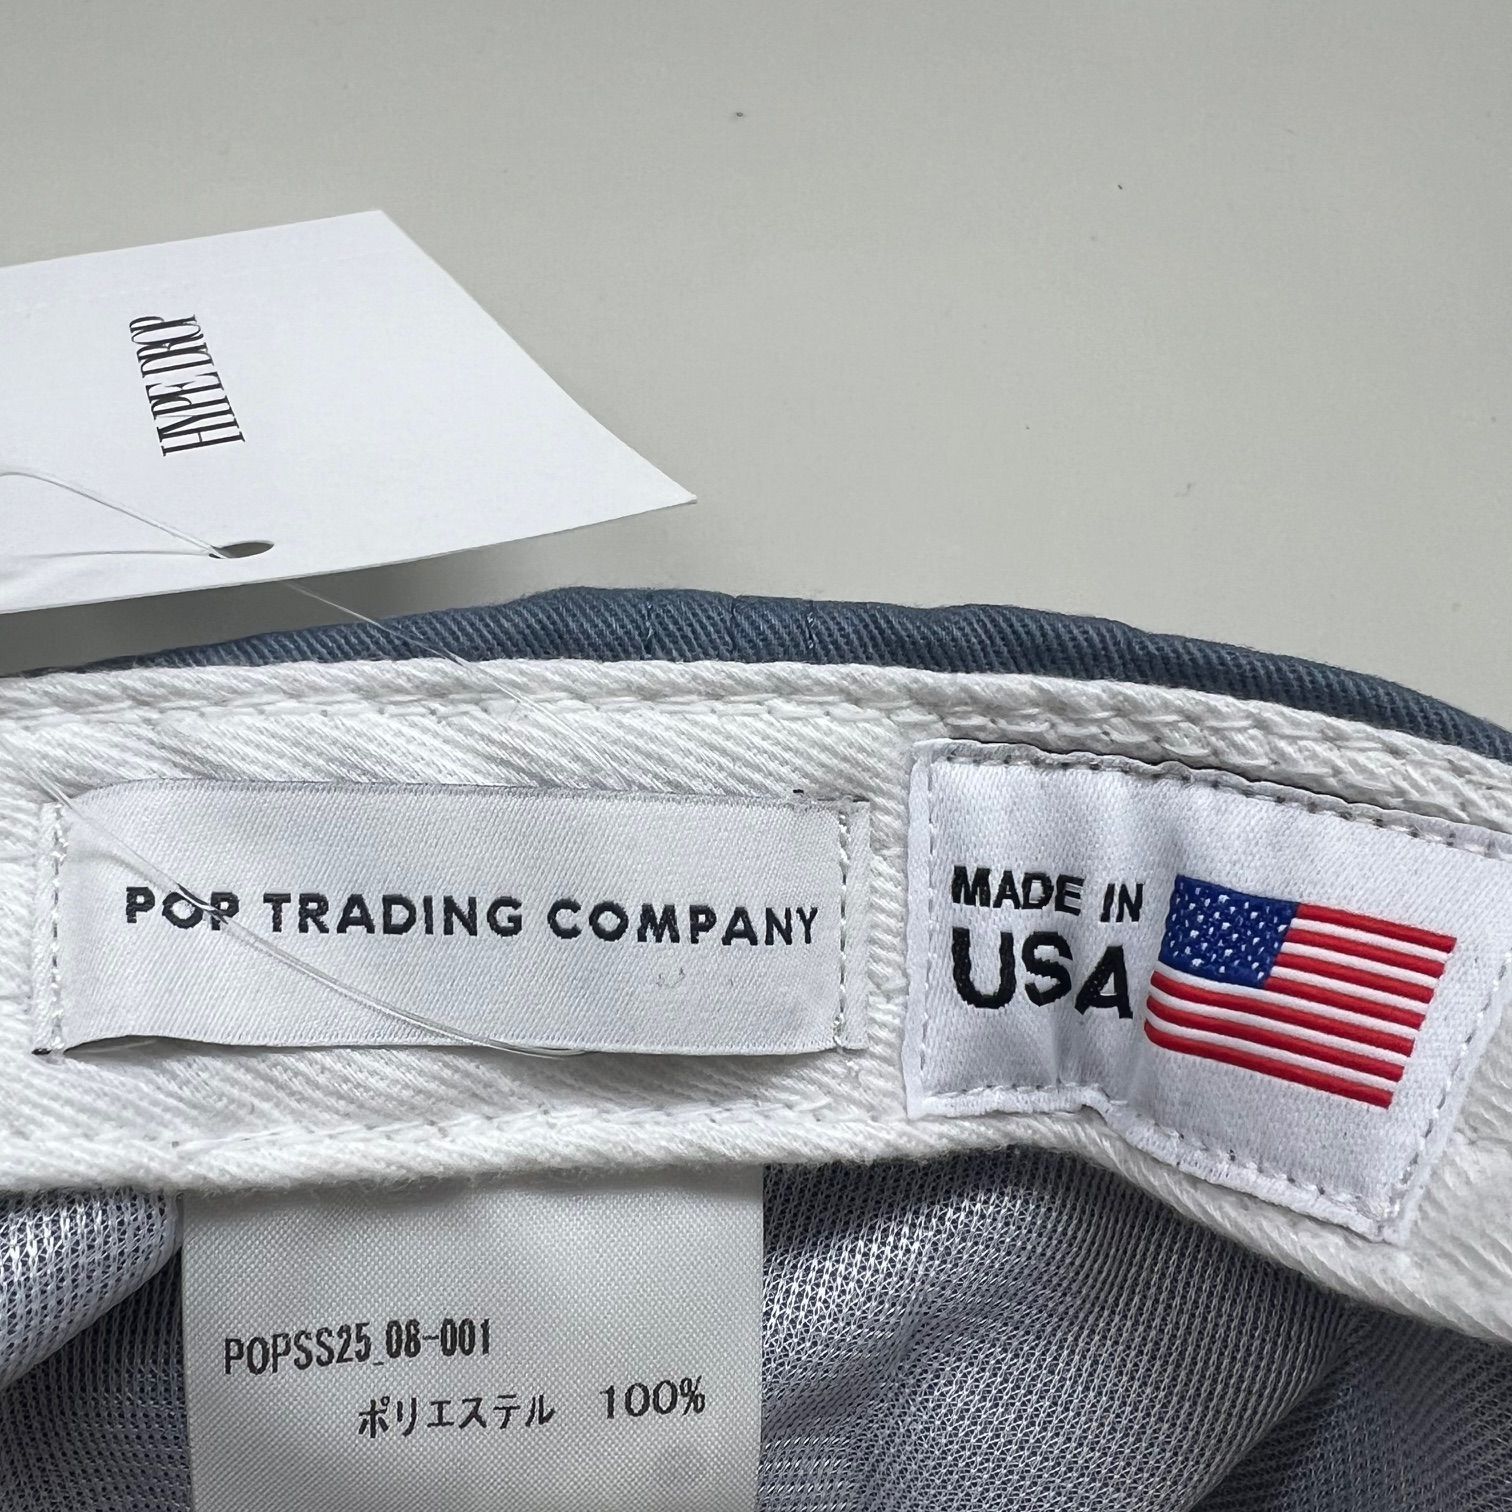 HYPE DROP
POP TRADING COMPANY
MADE IN
USA
POPSS25_08-001
ポリエステル 100%